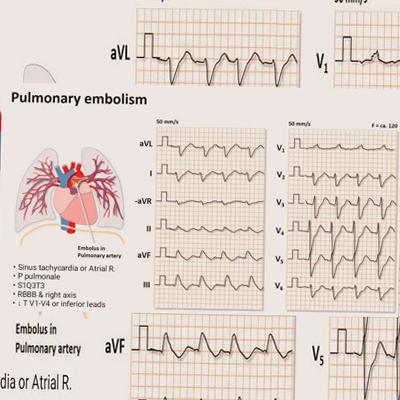 50 mm/s
aVL
V1
Pulmonary embolism
50 mm/s
50 mm/s F = ca. 120
aVL
I
-aVR
II
aVF
III
V1
V2
V3
V4
V5
V6
Embolus in
Pulmonary artery
• Sinus tachycardia or Atrial R.
• P pulmonale
• S1Q3T3
• RBBB & right axis
• ↓ T V1-V4 or inferior leads
Embolus in
Pulmonary artery
aVF
V5
dia or Atrial R.